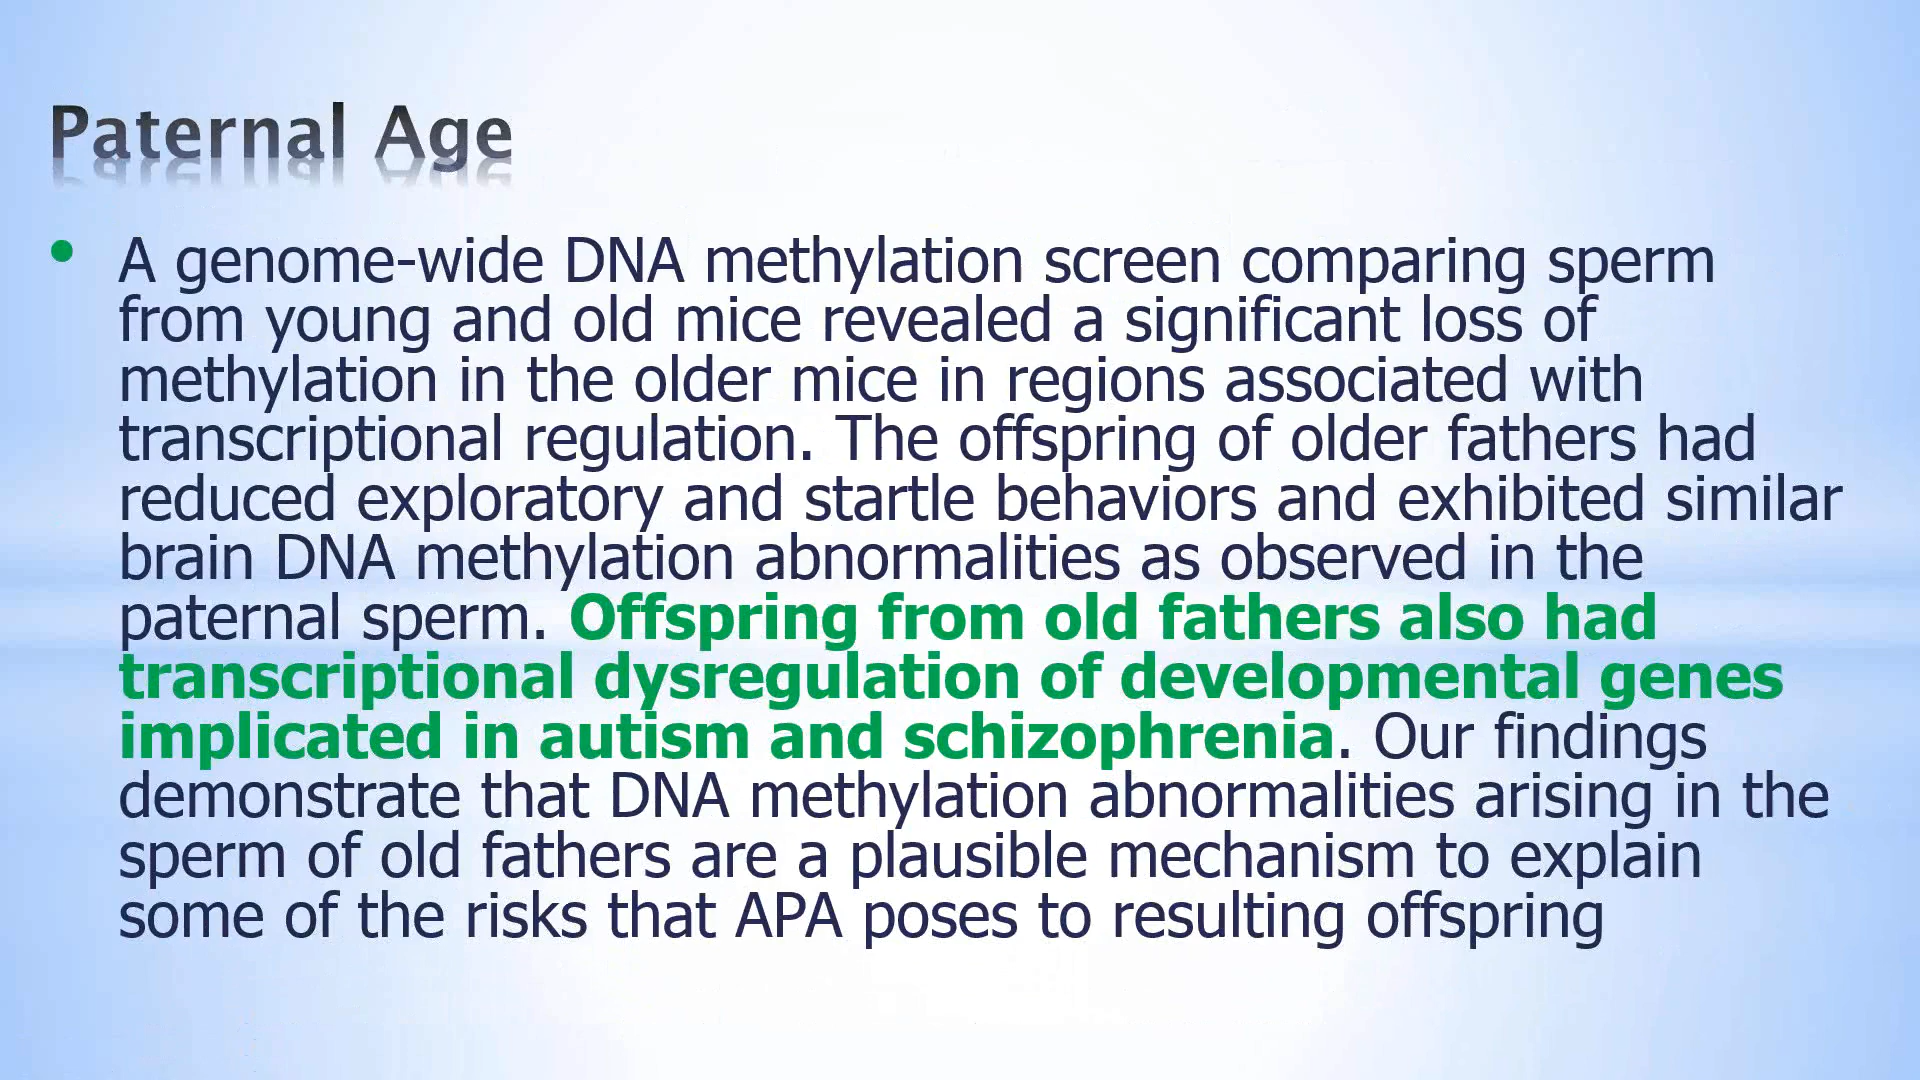 Paternal Age
• A genome-wide DNA methylation screen comparing sperm
from young and old mice revealed a significant loss of
methylation in the older mice in regions associated with
transcriptional regulation. The offspring of older fathers had
reduced exploratory and startle behaviors and exhibited similar
brain DNA methylation abnormalities as observed in the
paternal sperm. Offspring from old fathers also had
transcriptional dysregulation of developmental genes
implicated in autism and schizophrenia. Our findings
demonstrate that DNA methylation abnormalities arising in the
sperm of old fathers are a plausible mechanism to explain
some of the risks that APA poses to resulting offspring